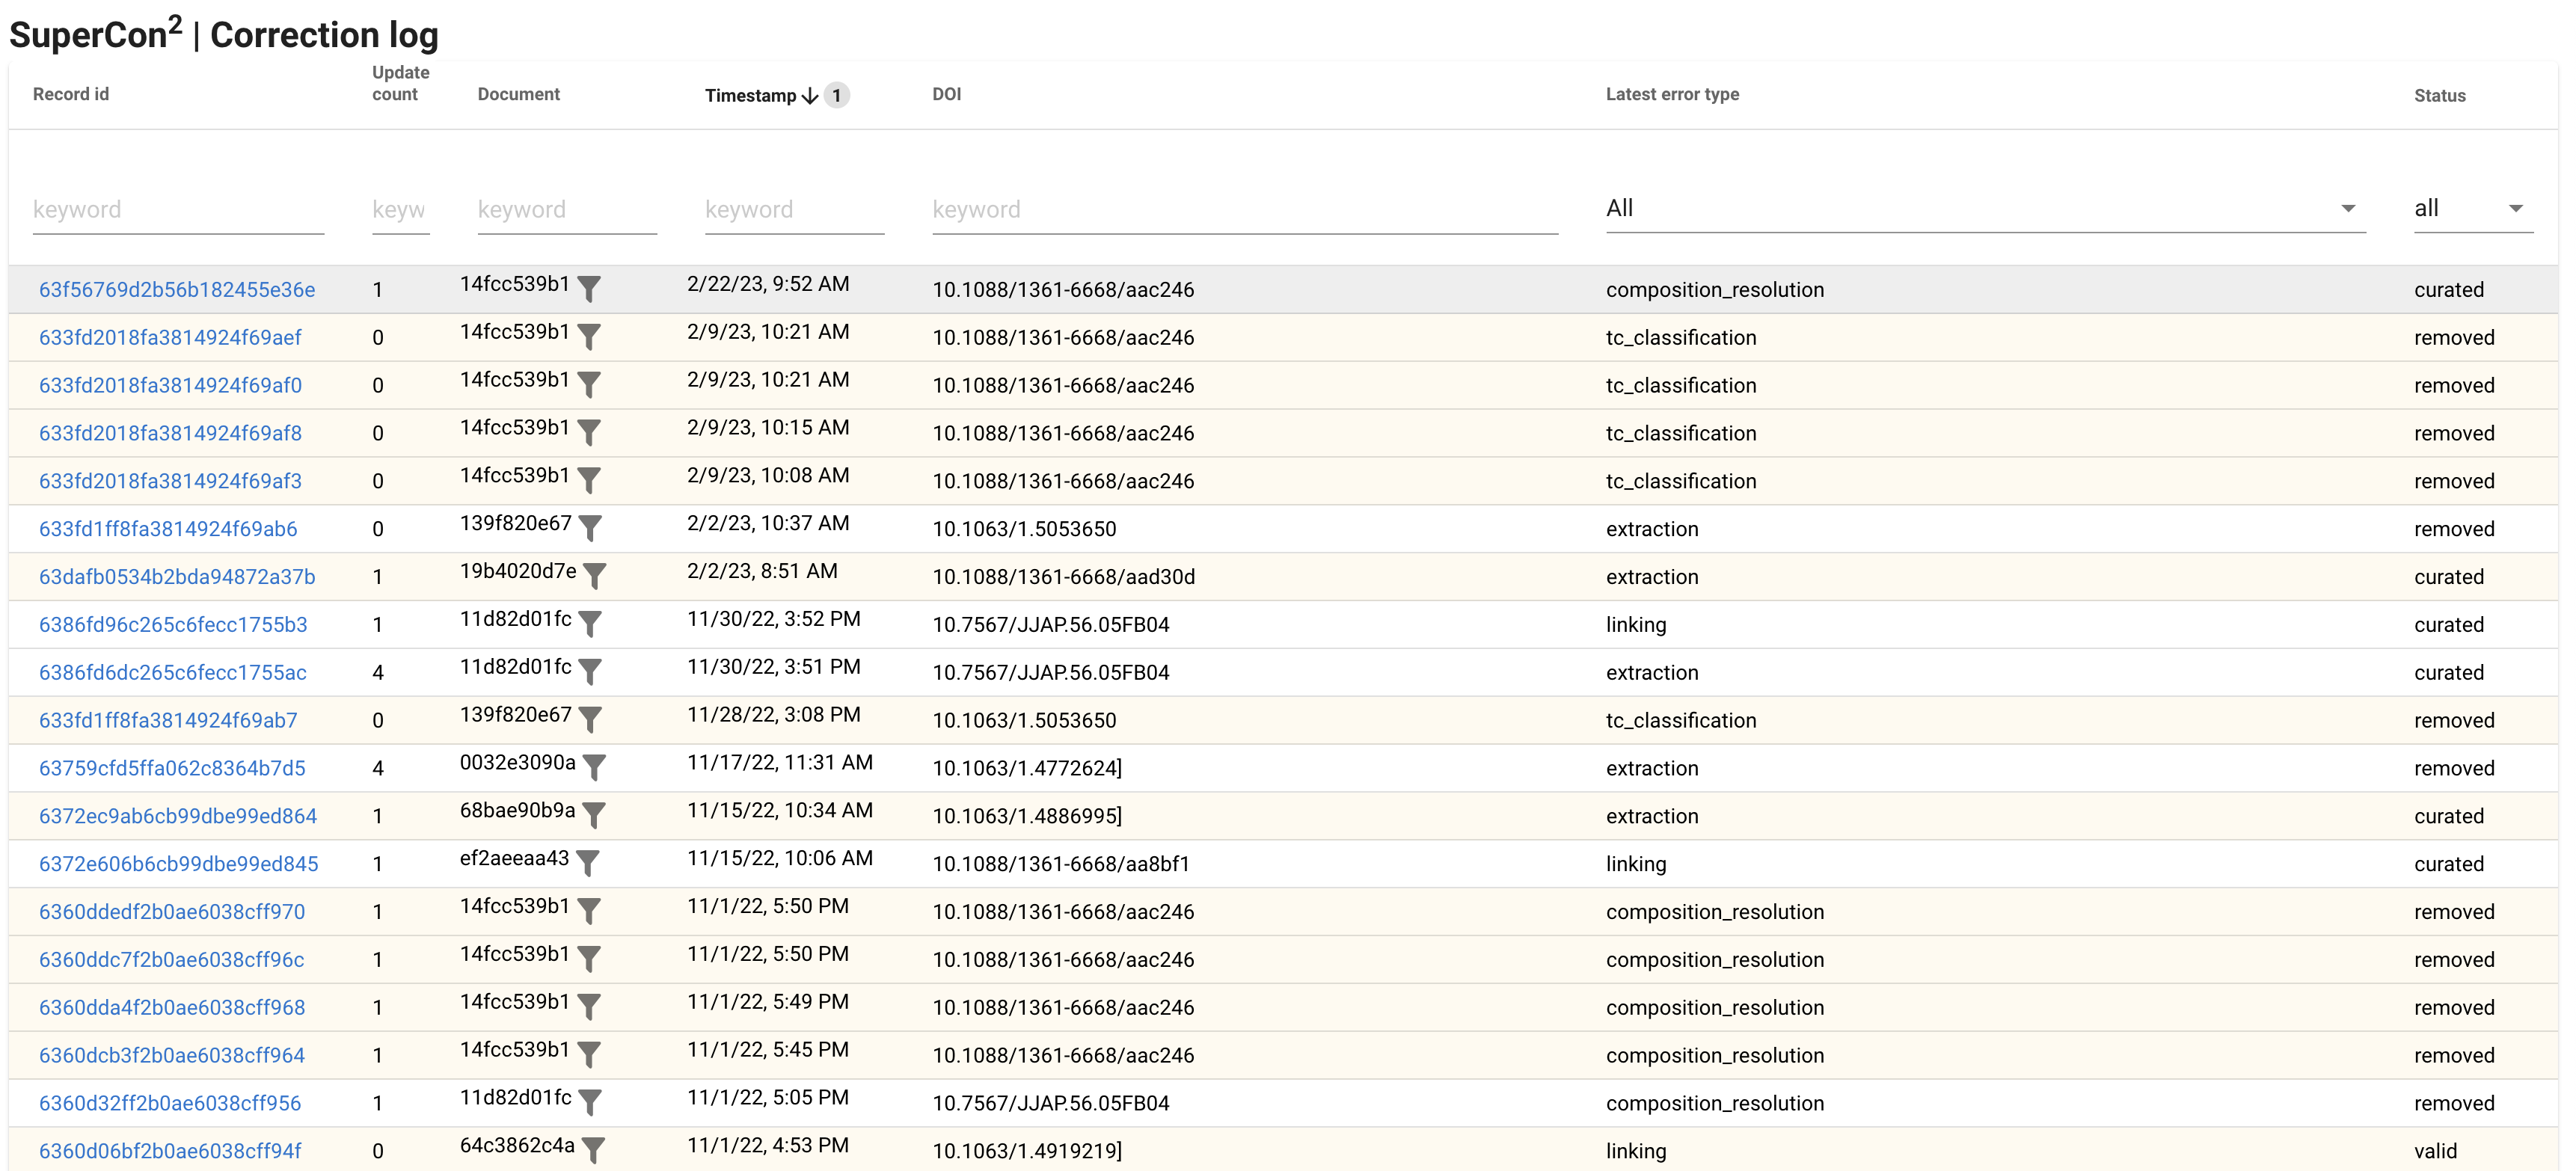 SuperCon2 | Correction log
Record id Update count Document Timestamp ↓ 1 DOI Latest error type Status
keyword keyw keyword keyword keyword All all
63f56769d2b56b182455e36e 1 14fcc539b1 2/22/23, 9:52 AM 10.1088/1361-6668/aac246 composition_resolution curated
633fd2018fa3814924f69aef 0 14fcc539b1 2/9/23, 10:21 AM 10.1088/1361-6668/aac246 tc_classification removed
633fd2018fa3814924f69af0 0 14fcc539b1 2/9/23, 10:21 AM 10.1088/1361-6668/aac246 tc_classification removed
633fd2018fa3814924f69af8 0 14fcc539b1 2/9/23, 10:15 AM 10.1088/1361-6668/aac246 tc_classification removed
633fd2018fa3814924f69af3 0 14fcc539b1 2/9/23, 10:08 AM 10.1088/1361-6668/aac246 tc_classification removed
633fd1ff8fa3814924f69ab6 0 139f820e67 2/2/23, 10:37 AM 10.1063/1.5053650 extraction removed
63dafb0534b2bda94872a37b 1 19b4020d7e 2/2/23, 8:51 AM 10.1088/1361-6668/aad30d extraction curated
6386fd96c265c6fecc1755b3 1 11d82d01fc 11/30/22, 3:52 PM 10.7567/JJAP.56.05FB04 linking curated
6386fd6dc265c6fecc1755ac 4 11d82d01fc 11/30/22, 3:51 PM 10.7567/JJAP.56.05FB04 extraction curated
633fd1ff8fa3814924f69ab7 0 139f820e67 11/28/22, 3:08 PM 10.1063/1.5053650 tc_classification removed
63759cfd5ffa062c8364b7d5 4 0032e3090a 11/17/22, 11:31 AM 10.1063/1.4772624] extraction removed
6372ec9ab6cb99dbe99ed864 1 68bae90b9a 11/15/22, 10:34 AM 10.1063/1.4886995] extraction curated
6372e606b6cb99dbe99ed845 1 ef2aeeaa43 11/15/22, 10:06 AM 10.1088/1361-6668/aa8bf1 linking curated
6360ddedf2b0ae6038cff970 1 14fcc539b1 11/1/22, 5:50 PM 10.1088/1361-6668/aac246 composition_resolution removed
6360ddc7f2b0ae6038cff96c 1 14fcc539b1 11/1/22, 5:50 PM 10.1088/1361-6668/aac246 composition_resolution removed
6360dda4f2b0ae6038cff968 1 14fcc539b1 11/1/22, 5:49 PM 10.1088/1361-6668/aac246 composition_resolution removed
6360dcb3f2b0ae6038cff964 1 14fcc539b1 11/1/22, 5:45 PM 10.1088/1361-6668/aac246 composition_resolution removed
6360d32ff2b0ae6038cff956 1 11d82d01fc 11/1/22, 5:05 PM 10.7567/JJAP.56.05FB04 composition_resolution removed
6360d06bf2b0ae6038cff94f 0 64c3862c4a 11/1/22, 4:53 PM 10.1063/1.4919219] linking valid